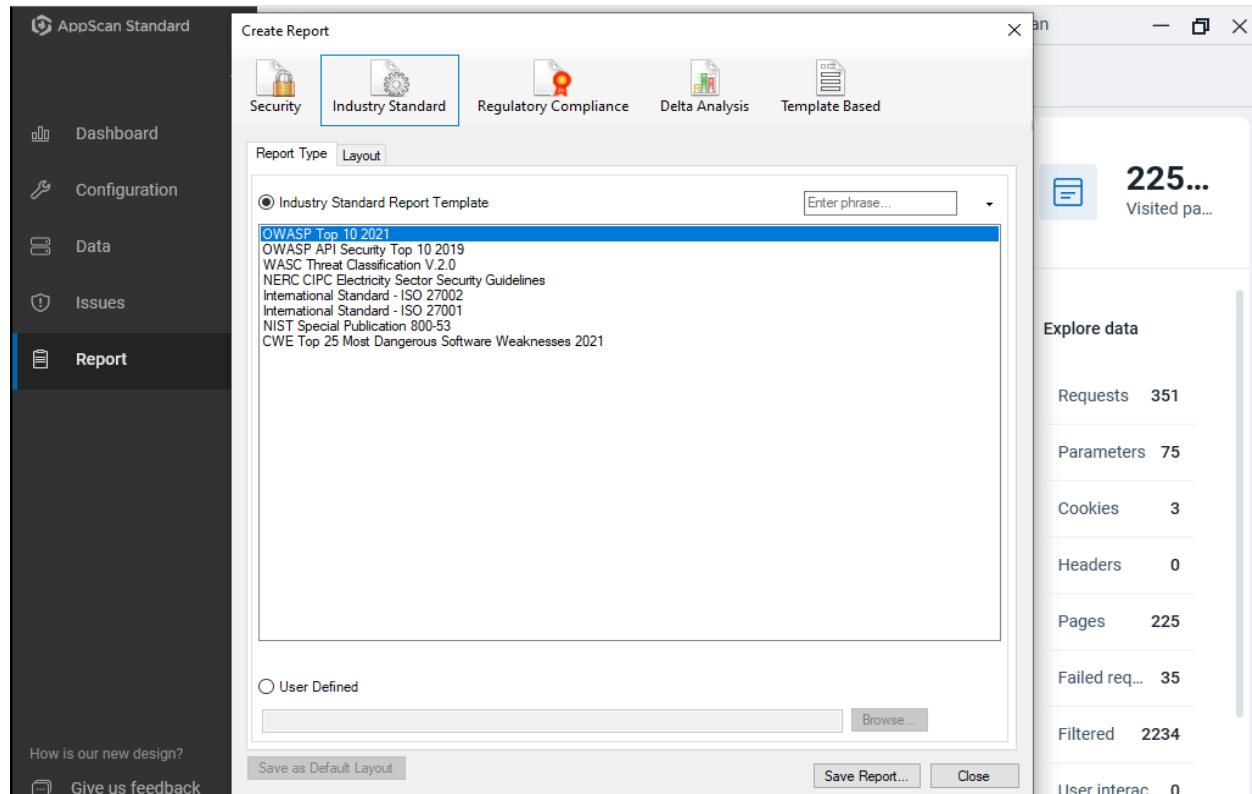 AppScan Standard
Dashboard
Configuration
Data
Issues
Report
How is our new design?
Give us feedback
Create Report
Security
Industry Standard
Regulatory Compliance
Delta Analysis
Template Based
Report Type
Layout
Industry Standard Report Template
Enter phrase...
OWASP Top 10 2021
OWASP API Security Top 10 2019
WASC Threat Classification V.2.0
NERC CIPC Electricity Sector Security Guidelines
International Standard - ISO 27002
International Standard - ISO 27001
NIST Special Publication 800-53
CWE Top 25 Most Dangerous Software Weaknesses 2021
User Defined
Browse...
Save as Default Layout
Save Report...
Close
an
225...
Visited pa...
Explore data
Requests 351
Parameters 75
Cookies 3
Headers 0
Pages 225
Failed req... 35
Filtered 2234
User interac... 0